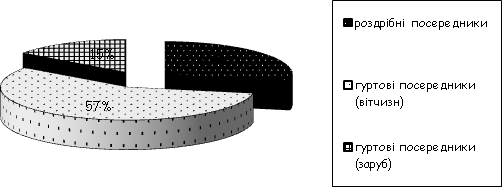 57%
роздрібні посередники
гуртові посередники
(вітчизн)
гуртові посередники
(заруб)